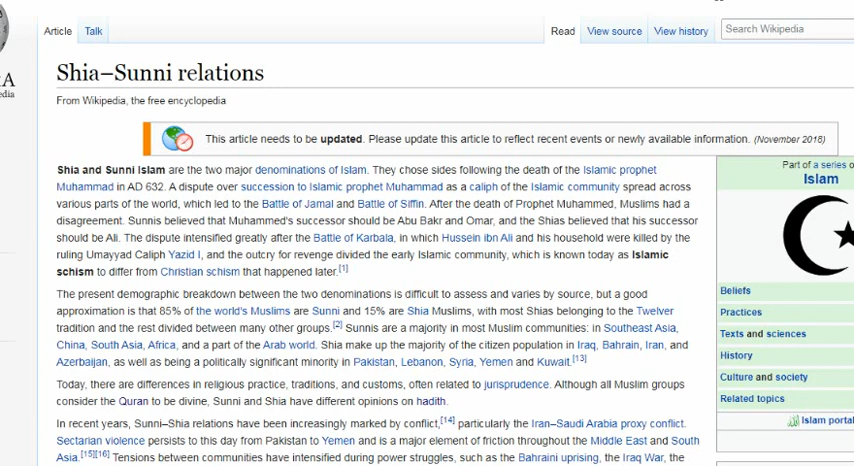 Article Talk Read View source View history Search Wikipedia
Shia–Sunni relations
From Wikipedia, the free encyclopedia
This article needs to be updated. Please update this article to reflect recent events or newly available information. (November 2018)
Shia and Sunni islam are the two major denominations of Islam. They chose sides following the death of the Islamic prophet
Muhammad in AD 632. A dispute over succession to Islamic prophet Muhammad as a caliph of the Islamic community spread across
various parts of the world, which led to the Battle of Jamal and Battle of Siffin. After the death of Prophet Muhammed, Muslims had a
disagreement. Sunnis believed that Muhammed's successor should be Abu Bakr and Omar, and the Shias believed that his successor
should be Ali. The dispute intensified greatly after the Battle of Karbala, in which Hussein ibn Ali and his household were killed by the
ruling Umayyad Caliph Yazid I, and the outcry for revenge divided the early Islamic community, which is known today as Islamic
schism to differ from Christian schism that happened later.[1]
The present demographic breakdown between the two denominations is difficult to assess and varies by source, but a good
approximation is that 85% of the world's Muslims are Sunni and 15% are Shia Muslims, with most Shias belonging to the Twelver
tradition and the rest divided between many other groups.[2] Sunnis are a majority in most Muslim communities: in Southeast Asia,
China, South Asia, Africa, and a part of the Arab world. Shia make up the majority of the citizen population in Iraq, Bahrain, Iran, and
Azerbaijan, as well as being a politically significant minority in Pakistan, Lebanon, Syria, Yemen and Kuwait.[13]
Today, there are differences in religious practice, traditions, and customs, often related to jurisprudence. Although all Muslim groups
consider the Quran to be divine, Sunni and Shia have different opinions on hadith.
In recent years, Sunni–Shia relations have been increasingly marked by conflict,[14] particularly the Iran–Saudi Arabia proxy conflict.
Sectarian violence persists to this day from Pakistan to Yemen and is a major element of friction throughout the Middle East and South
Asia.[15][16] Tensions between communities have intensified during power struggles, such as the Bahraini uprising, the Iraq War, the
Part of a series o
Islam
Beliefs
Practices
Texts and sciences
History
Culture and society
Related topics
Islam portal